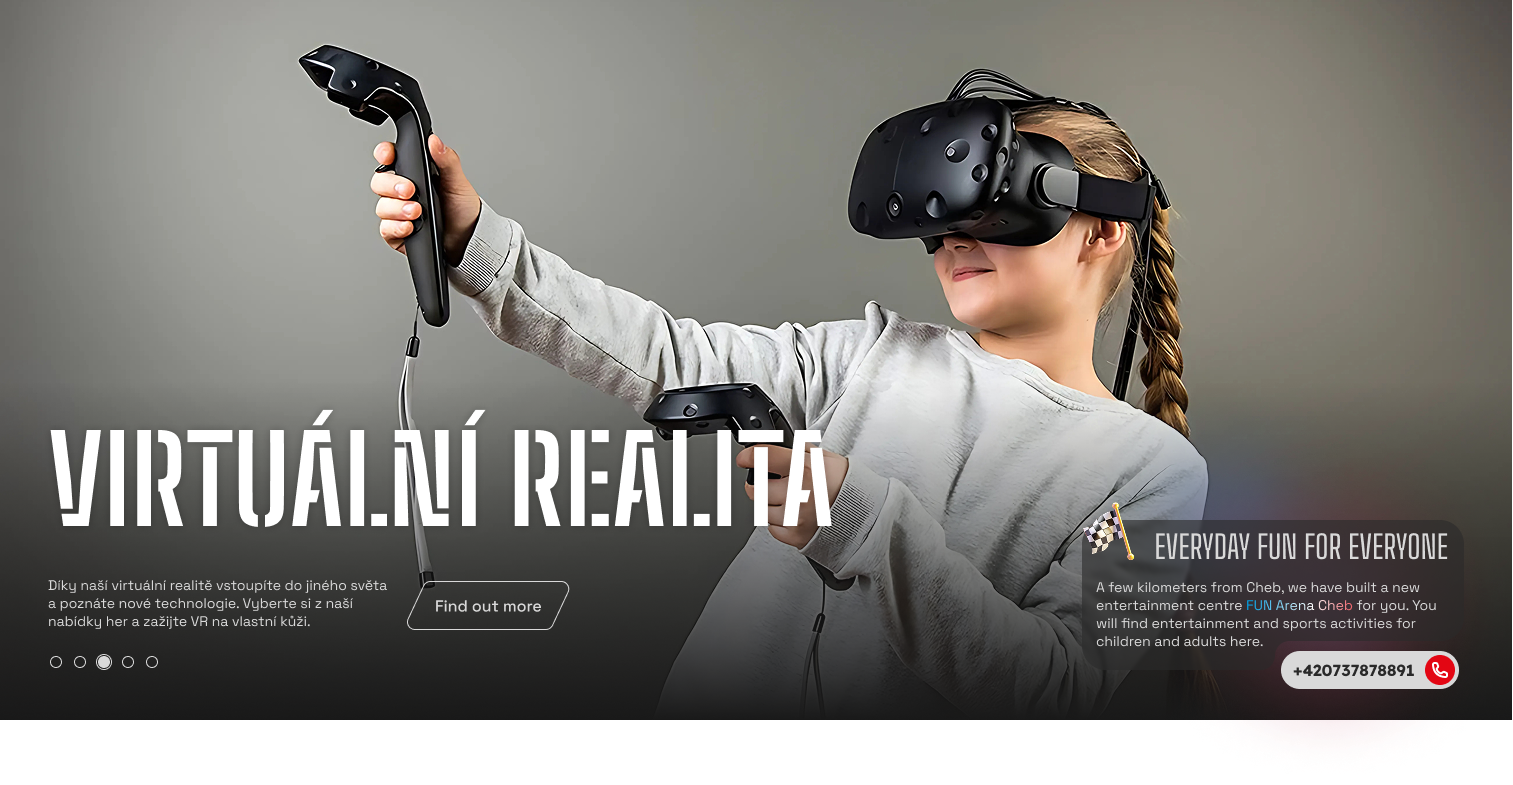 VIRTUÁLNÍ REALITA
Díky naší virtuální realitě vstoupíte do jiného světa
a poznáte nové technologie. Vyberte si z naší
nabídky her a zažijte VR na vlastní kůži.
Find out more
EVERYDAY FUN FOR EVERYONE
A few kilometers from Cheb, we have built a new
entertainment centre FUN Arena Cheb for you. You
will find entertainment and sports activities for
children and adults here.
+420737878891